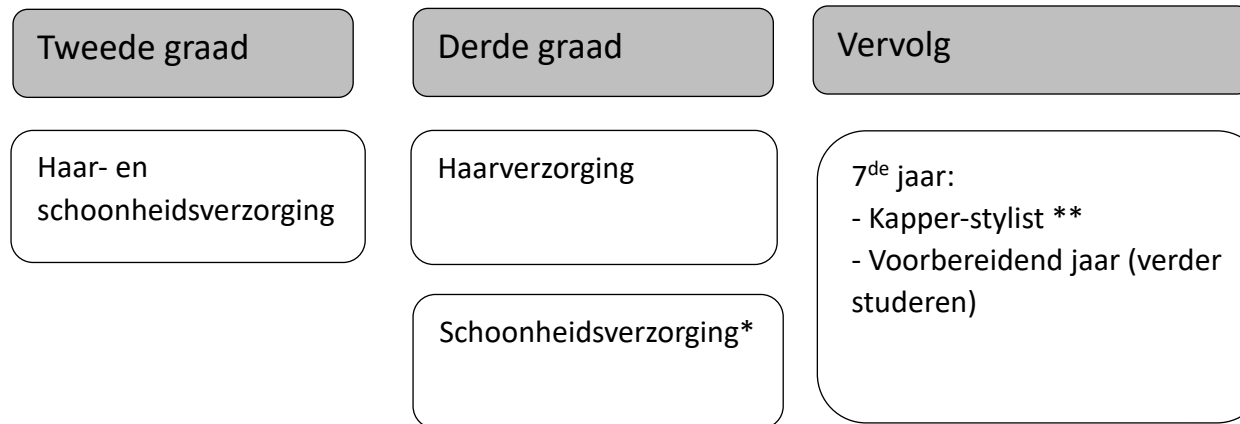 Tweede graad
Derde graad
Vervolg
Haar- en
schoonheidsverzorging
Haarverzorging
Schoonheidsverzorging*
7de jaar:
- Kapper-stylist **
- Voorbereidend jaar (verder
studeren)